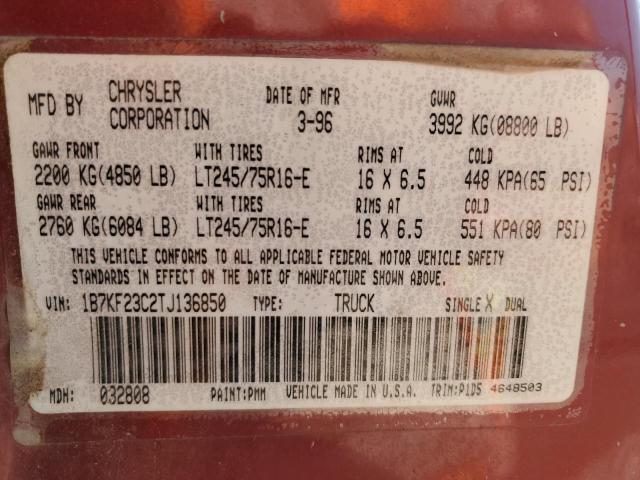 MFD BY CHRYSLER CORPORATION DATE OF MFR 3-96 GVWR 3992 KG(08800 LB)
GAWR FRONT WITH TIRES RIMS AT COLD
2200 KG(4850 LB) LT245/75R16-E 16 X 6.5 448 KPA(65 PSI)
GAWR REAR WITH TIRES RIMS AT COLD
2760 KG(6084 LB) LT245/75R16-E 16 X 6.5 551 KPA(80 PSI)
THIS VEHICLE CONFORMS TO ALL APPLICABLE FEDERAL MOTOR VEHICLE SAFETY
STANDARDS IN EFFECT ON THE DATE OF MANUFACTURE SHOWN ABOVE.
VIN: 1B7KF23C2TJ136850 TYPE: TRUCK SINGLE X DUAL
MDH: 032808 PAINT:PMM VEHICLE MADE IN U.S.A. TRIM:P1D5 4648503